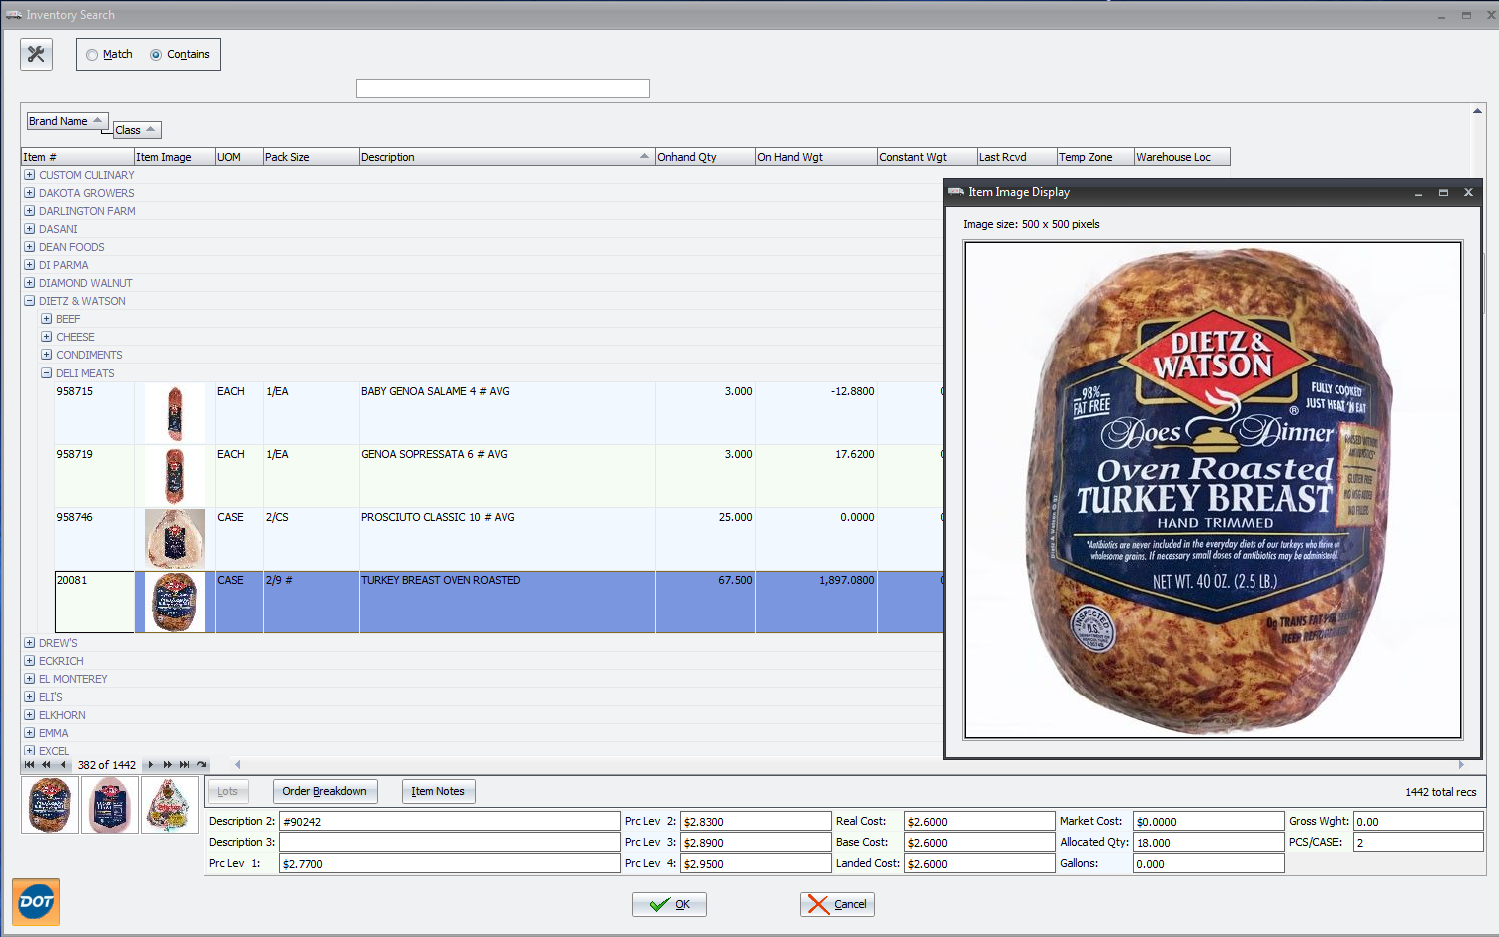 Inventory Search
Match Contains
Brand Name
Class
Item # Item Image UOM Pack Size Description Onhand Qty On Hand Wgt Constant Wgt Last Rcvd Temp Zone Warehouse Loc
CUSTOM CULINARY
DAKOTA GROWERS
DARLINGTON FARM
DASANI
DEAN FOODS
DI PARMA
DIAMOND WALNUT
DIETZ & WATSON
BEEF
CHEESE
CONDIMENTS
DELI MEATS
958715 EACH 1/EA BABY GENOA SALAME 4 # AVG 3.000 -12.8800
958719 EACH 1/EA GENOA SOPRESSATA 6 # AVG 3.000 17.6200
958746 CASE 2/CS PROSCIUTO CLASSIC 10 # AVG 25.000 0.0000
20081 CASE 2/9 # TURKEY BREAST OVEN ROASTED 67.500 1,897.0800
DREW'S
ECKRICH
EL MONTEREY
ELI'S
ELKHORN
EMMA
EXCEL
382 of 1442
Item Image Display
Image size: 500 x 500 pixels
DIETZ &
WATSON
®
98%
FAT FREE
FULLY COOKED
JUST HEAT 'N EAT
Does Dinner
Oven Roasted
TURKEY BREAST
HAND TRIMMED
*Antibiotics are never included in the everyday diets of our turkeys who thrive on
wholesome grains. If necessary small doses of antibiotics may be administered.
NET WT. 40 OZ. (2.5 LB.)
GLUTEN FREE
NO MSG ADDED
NO FILLERS
INSPECTED
0g TRANS FAT
KEEP REFRIGERATED
Lots Order Breakdown Item Notes 1442 total recs
Description 2: #90242 Prc Lev 2: $2.8300 Real Cost: $2.6000 Market Cost: $0.0000 Gross Wght: 0.00
Description 3: Prc Lev 3: $2.8900 Base Cost: $2.6000 Allocated Qty: 18.000 PCS/CASE: 2
Prc Lev 1: $2.7700 Prc Lev 4: $2.9500 Landed Cost: $2.6000 Gallons: 0.000
DOT
OK Cancel